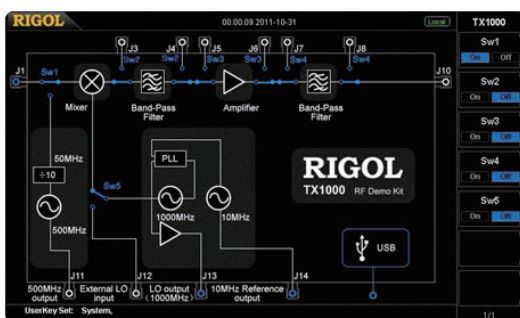 RIGOL
00:00:09 2011-10-31
Local
TX1000
J1
Sw1
J3
Sw2
J4
Sw2
J5
Sw3
J6
Sw3
J7
Sw4
J8
Sw4
J10
Mixer
Band-Pass
Filter
Amplifier
Band-Pass
Filter
50MHz
÷10
500MHz
Sw5
PLL
1000MHz
10MHz
RIGOL
TX1000 RF Demo Kit
USB
J11
J12
J13
J14
500MHz
output
External LO
input
LO output
(1000MHz)
10MHz Reference
output
UserKey Set: System,
Sw1
On Off
Sw2
On Off
Sw3
On Off
Sw4
On Off
Sw5
On Off
1/1